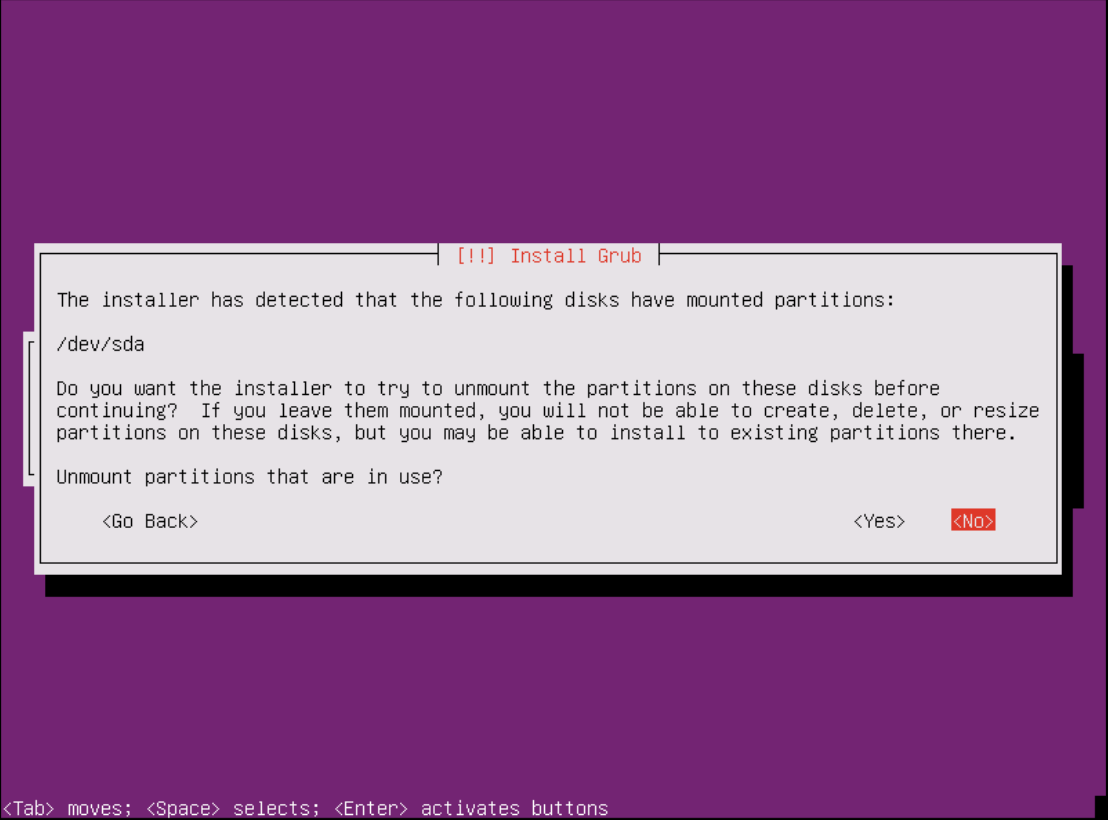 [!!] Install Grub
The installer has detected that the following disks have mounted partitions:
/dev/sda
Do you want the installer to try to unmount the partitions on these disks before
continuing?  If you leave them mounted, you will not be able to create, delete, or resize
partitions on these disks, but you may be able to install to existing partitions there.
Unmount partitions that are in use?
<Go Back> <Yes> <No>
<Tab> moves; <Space> selects; <Enter> activates buttons